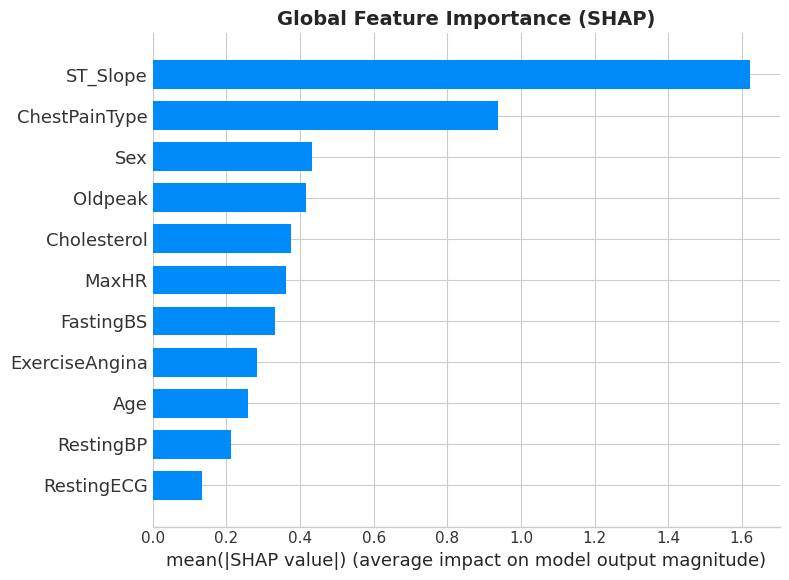 Global Feature Importance (SHAP)
ST_Slope
ChestPainType
Sex
Oldpeak
Cholesterol
MaxHR
FastingBS
ExerciseAngina
Age
RestingBP
RestingECG
0.0 0.2 0.4 0.6 0.8 1.0 1.2 1.4 1.6
mean(|SHAP value|) (average impact on model output magnitude)